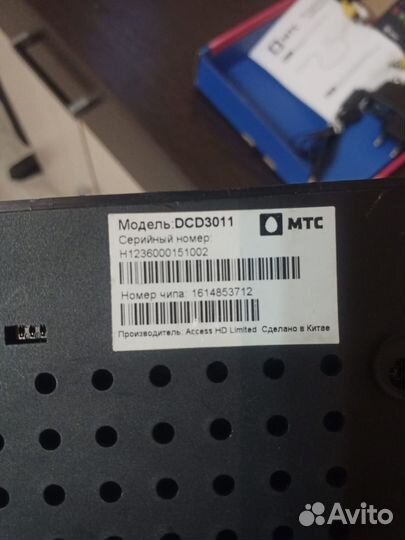 Модель:DCD3011
МТС
Серийный номер:
H1236000151002
Номер чипа: 1614853712
Производитель: Access HD Limited Сделано в Китае
Avito